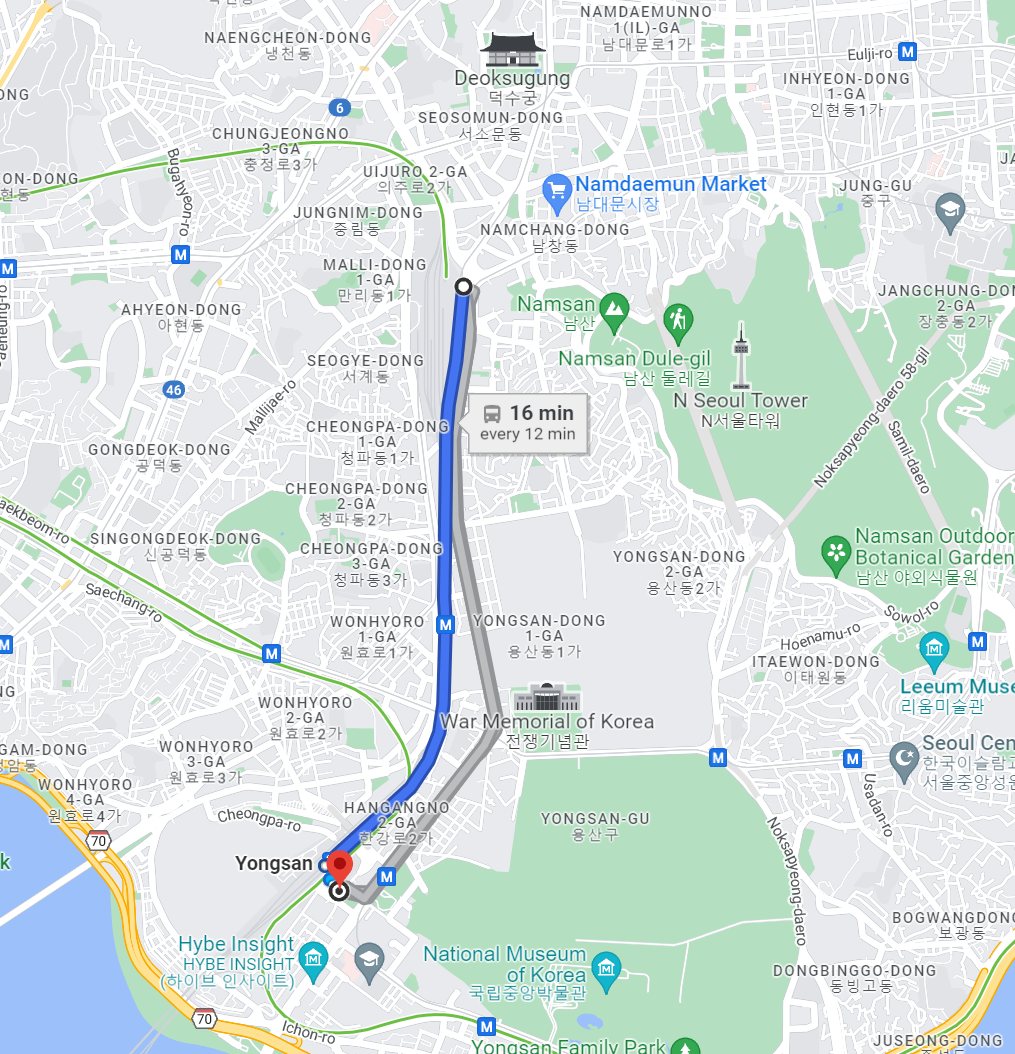 NAENGCHEON-DONG
냉천동
NAMDAEMUNNO
1(IL)-GA
남대문로1가
Eulji-ro
M
Deoksugung
덕수궁
INHYEON-DONG
1-GA
인현동1가
ONG
6
SEOSOMUN-DONG
서소문동
CHUNGJEONGNO
3-GA
충정로3가
ON-DONG
현동
Bugahyeon-ro
UIJURO 2-GA
의주로2가
Namdaemun Market
남대문시장
JUNG-GU
중구
JA
JUNGNIM-DONG
중림동
NAMCHANG-DONG
남창동
M
M
MALLI-DONG
1-GA
만리동1가
JANGCHUNG-DON
2-GA
장충동2가
Namsan
남산
AHYEON-DONG
아현동
Namsan Dule-gil
남산 둘레길
SEOGYE-DONG
서계동
N Seoul Tower
N서울타워
46
Mallijae-ro
16 min
every 12 min
Noksapyeong-daero 58-gil
Samil-daero
CHEONGPA-DONG
1-GA
청파동1가
GONGDEOK-DONG
공덕동
CHEONGPA-DONG
2-GA
청파동2가
aekbeom-ro
SINGONGDEOK-DONG
신공덕동
CHEONGPA-DONG
3-GA
청파동3가
Namsan Outdoor
Botanical Garden
남산 야외식물원
YONGSAN-DONG
2-GA
용산동2가
Saechang-ro
WONHYORO
1-GA
원효로1가
M
YONGSAN-DONG
1-GA
용산동1가
Sowol-ro
Hoenamu-ro
M
M
M
ITAEWON-DONG
이태원동
Leeum Muse
리움미술관
WONHYORO
2-GA
원효로2가
War Memorial of Korea
전쟁기념관
GAM-DONG
암동
WONHYORO
3-GA
원효로3가
WONHYORO
4-GA
원효로4가
M
M
Seoul Cen
한국이슬람교
서울중앙성원
Usadan-ro
HANGANGNO
2-GA
한강로2가
Cheongpa-ro
YONGSAN-GU
용산구
70
k
Yongsan
M
Noksapyeong-daero
BOGWANGDONG
보광동
Hybe Insight
HYBE INSIGHT
(하이브 인사이트)
National Museum
of Korea
국립중앙박물관
DONGBINGGO-DONG
동빙고동
70
Ichon-ro
M
Yongsan Family Park
JUSEONG-DONG